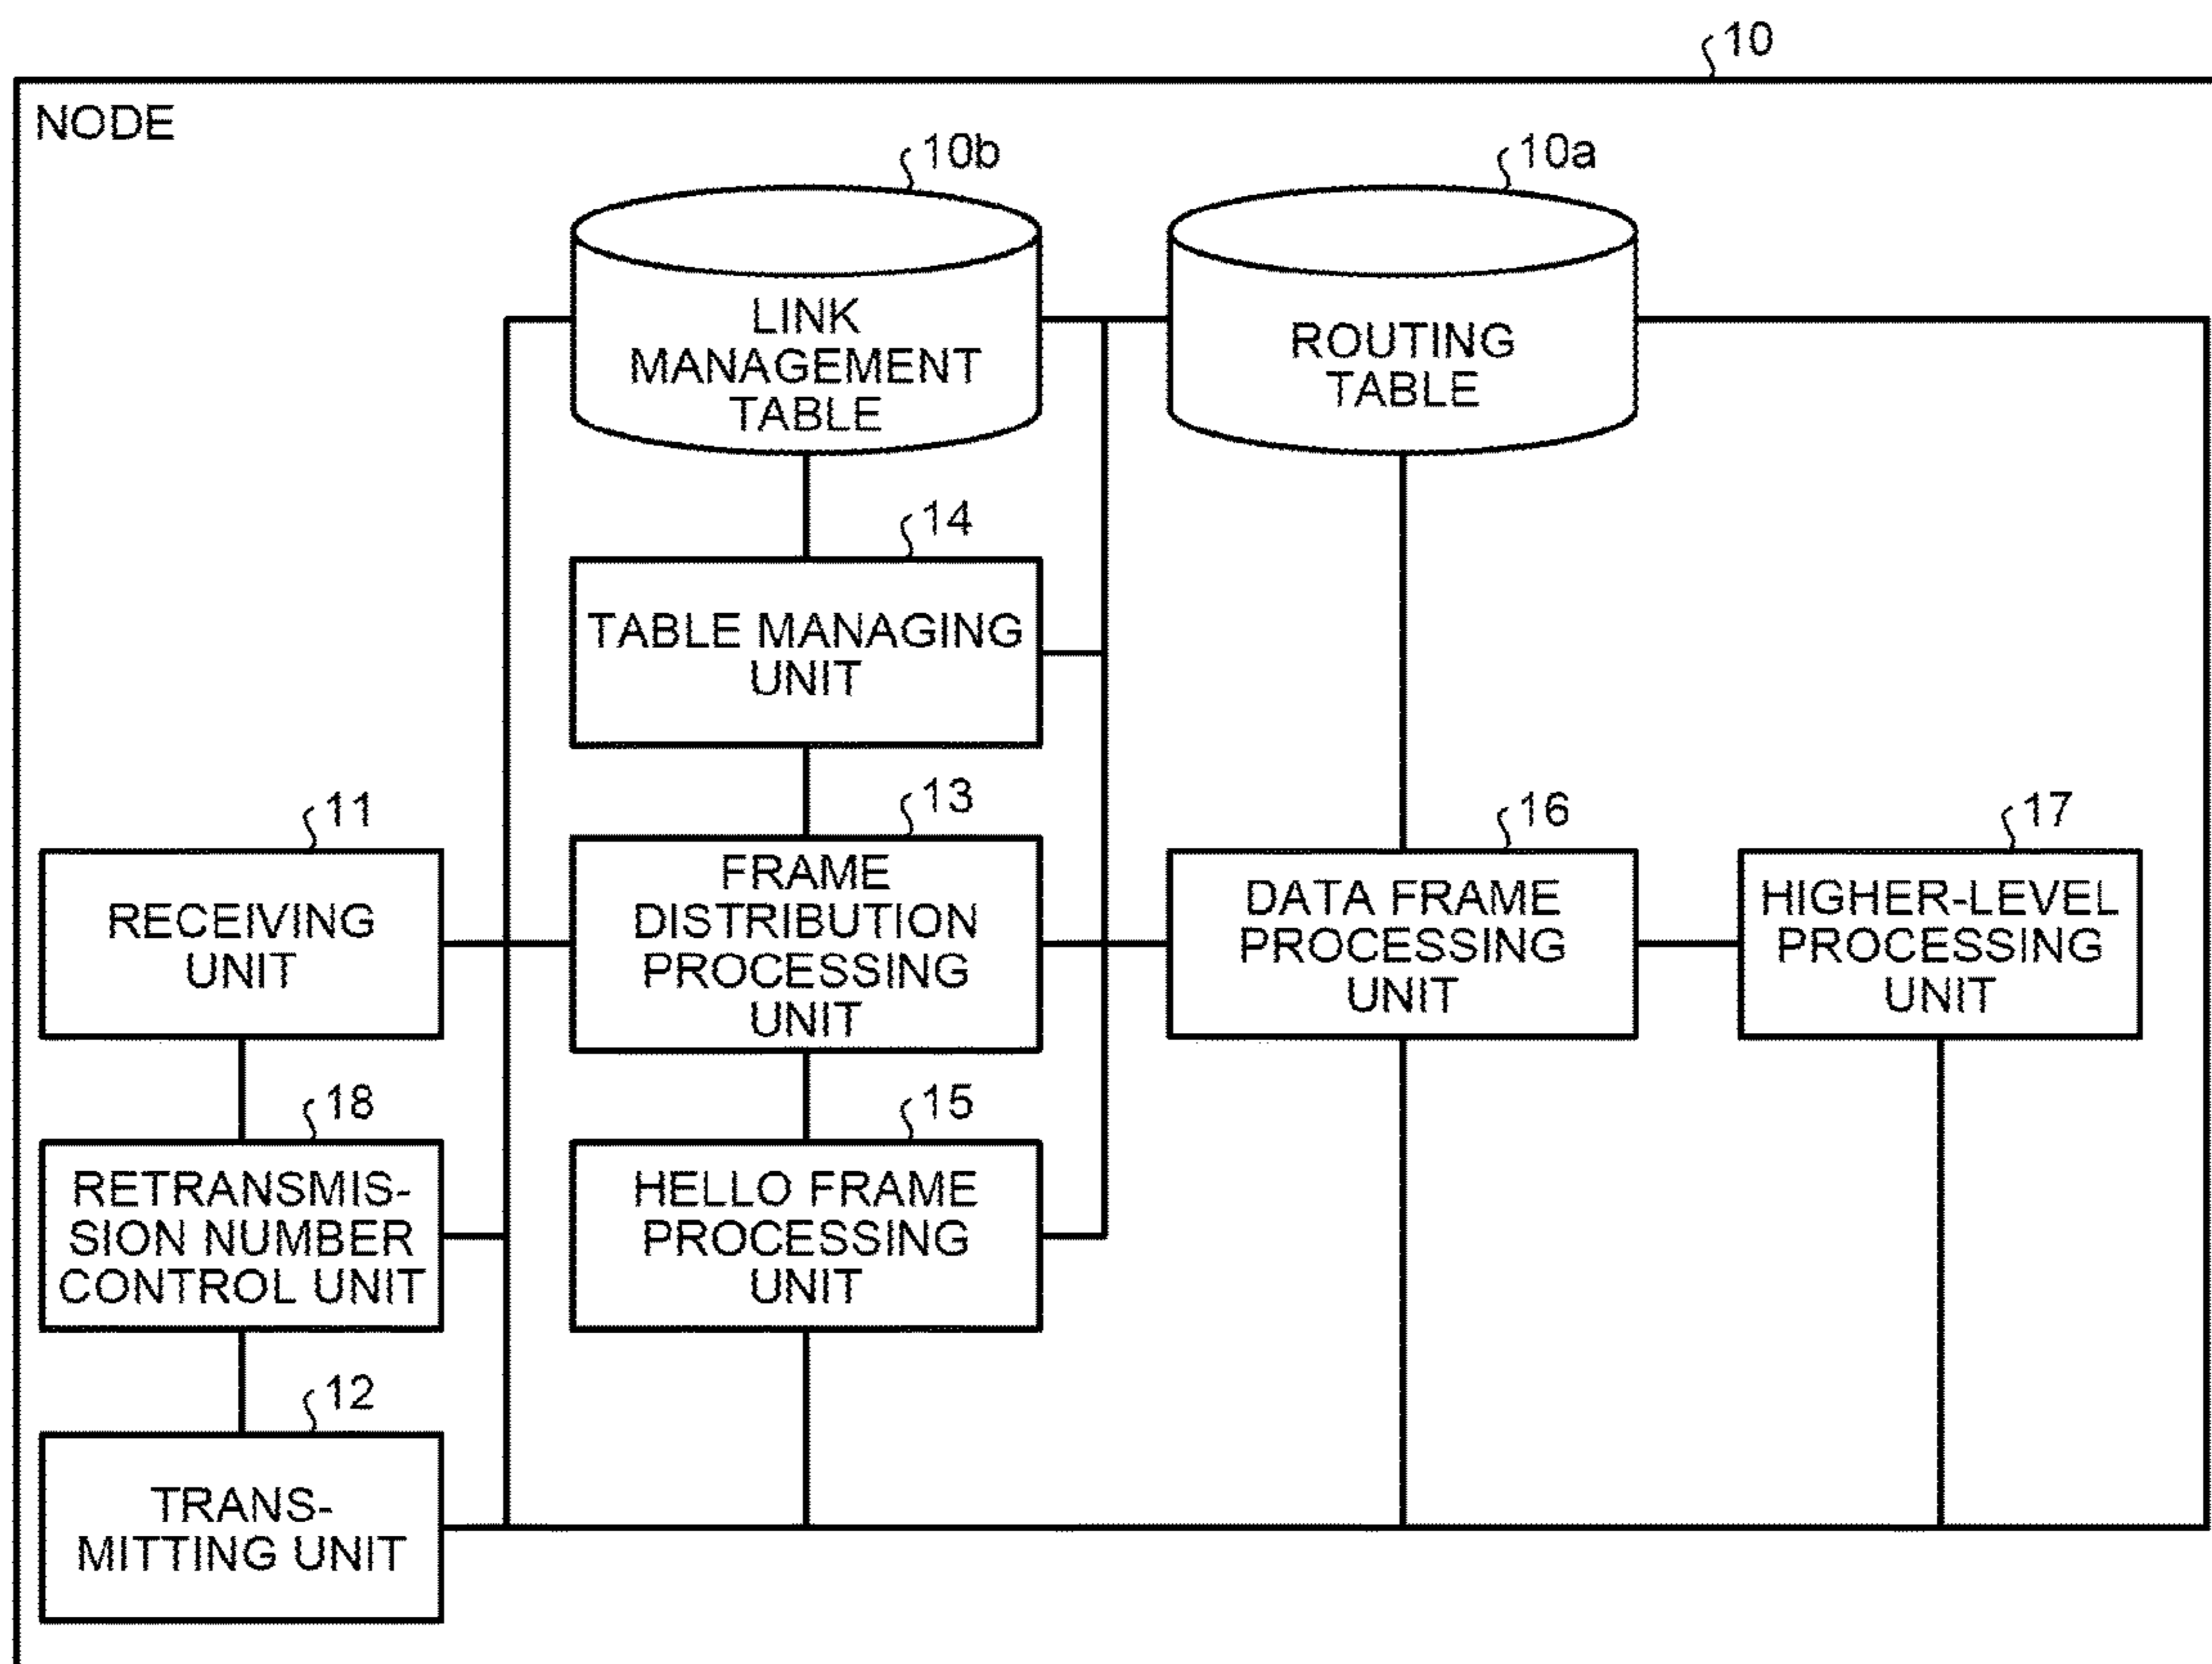 10
NODE
10b
10a
LINK
MANAGEMENT
TABLE
ROUTING
TABLE
14
TABLE MANAGING
UNIT
11
13
16
17
RECEIVING
UNIT
FRAME
DISTRIBUTION
PROCESSING
UNIT
DATA FRAME
PROCESSING
UNIT
HIGHER-LEVEL
PROCESSING
UNIT
18
15
RETRANSMIS-
SION NUMBER
CONTROL UNIT
HELLO FRAME
PROCESSING
UNIT
12
TRANS-
MITTING UNIT